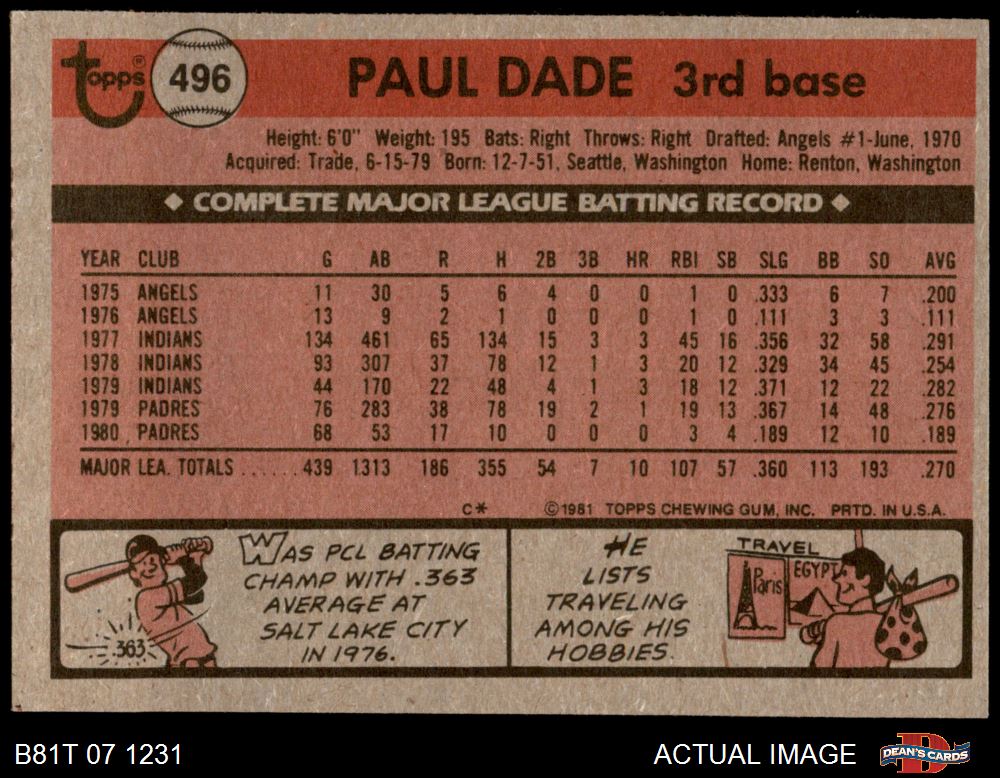 topps® 496 PAUL DADE 3rd base
Height: 6'0" Weight: 195 Bats: Right Throws: Right Drafted: Angels #1-June, 1970
Acquired: Trade, 6-15-79 Born: 12-7-51, Seattle, Washington Home: Renton, Washington
◆ COMPLETE MAJOR LEAGUE BATTING RECORD ◆
YEAR CLUB G AB R H 2B 3B HR RBI SB SLG BB SO AVG
1975 ANGELS 11 30 5 6 4 0 0 1 0 .333 6 7 .200
1976 ANGELS 13 9 2 1 0 0 0 1 0 .111 3 3 .111
1977 INDIANS 134 461 65 134 15 3 3 45 16 .356 32 58 .291
1978 INDIANS 93 307 37 78 12 1 3 20 12 .329 34 45 .254
1979 INDIANS 44 170 22 48 4 1 3 18 12 .371 12 22 .282
1979 PADRES 76 283 38 78 19 2 1 19 13 .367 14 48 .276
1980 PADRES 68 53 17 10 0 0 0 3 4 .189 12 10 .189
MAJOR LEA. TOTALS ...... 439 1313 186 355 54 7 10 107 57 .360 113 193 .270
C* ©1981 TOPPS CHEWING GUM, INC. PRTD. IN U.S.A.
WAS PCL BATTING
CHAMP WITH .363
AVERAGE AT
SALT LAKE CITY
IN 1976.
.363
HE
LISTS
TRAVELING
AMONG HIS
HOBBIES.
TRAVEL
Paris
EGYPT
B81T 07 1231 ACTUAL IMAGE DEAN'S CARDS